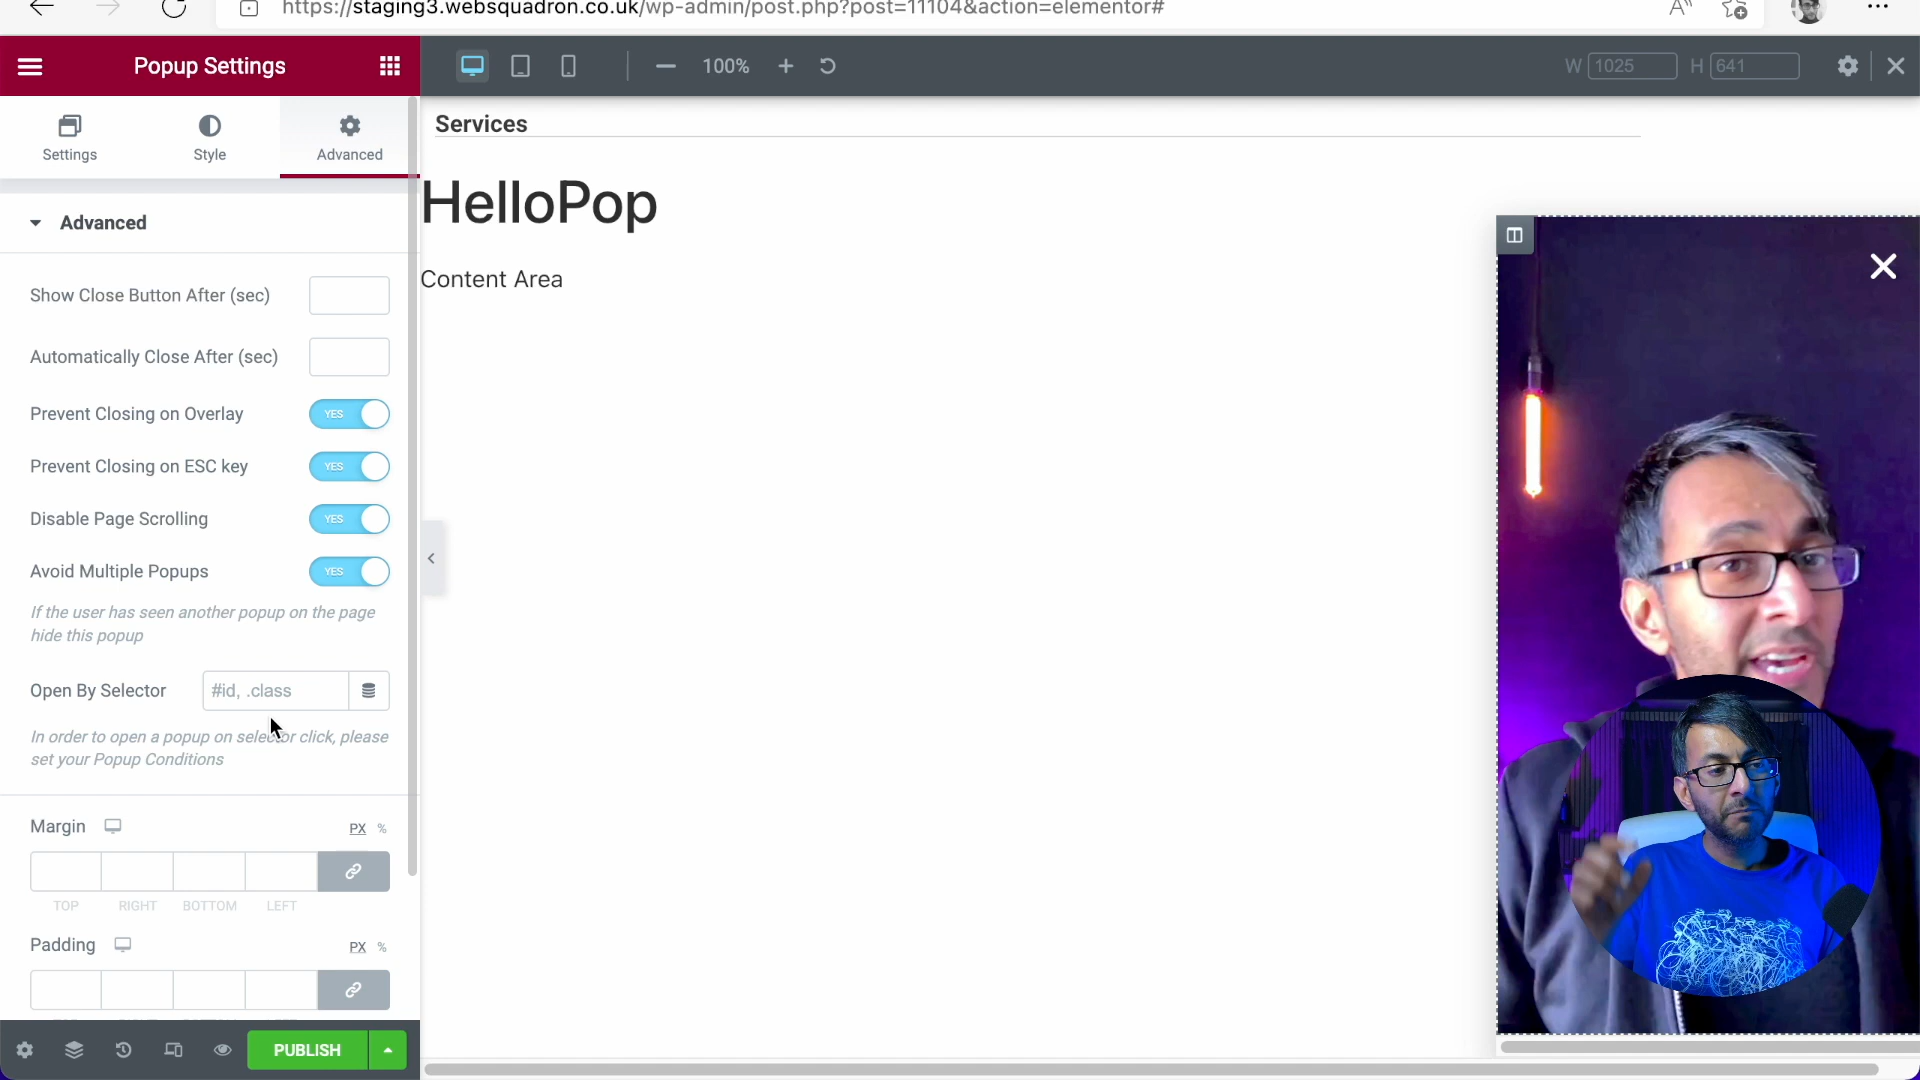 https://staging3.websquadron.co.uk/wp-admin/post.php?post=11104&action=elementor#
Popup Settings
100%
W 1025 H 641
Settings
Style
Advanced
Services
HelloPop
Content Area
Advanced
Show Close Button After (sec)
Automatically Close After (sec)
Prevent Closing on Overlay YES
Prevent Closing on ESC key YES
Disable Page Scrolling YES
Avoid Multiple Popups YES
If the user has seen another popup on the page
hide this popup
Open By Selector #id, .class
In order to open a popup on selector click, please
set your Popup Conditions
Margin PX %
TOP RIGHT BOTTOM LEFT
Padding PX %
PUBLISH